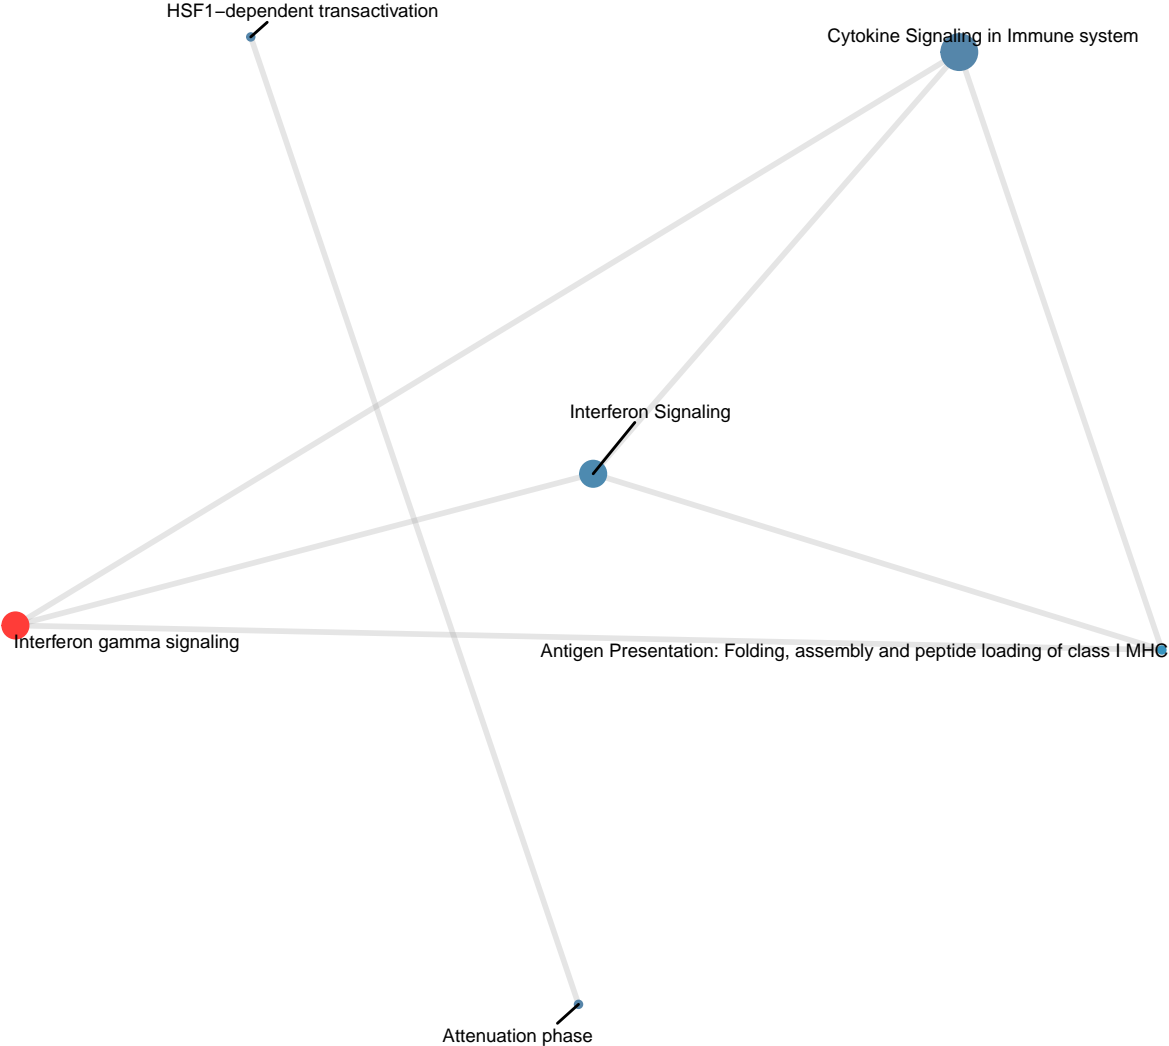 HSF1−dependent transactivation
Cytokine Signaling in Immune system
Interferon Signaling
Interferon gamma signaling
Antigen Presentation: Folding, assembly and peptide loading of class I MHC
Attenuation phase